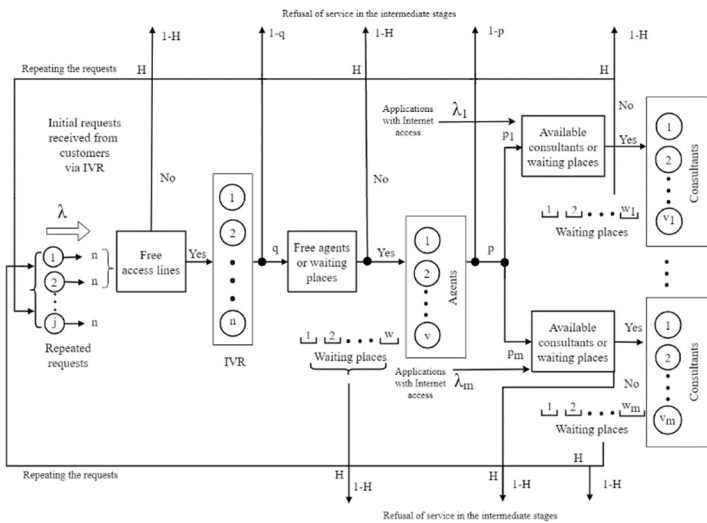 Refusal of service in the intermediate stages
1-H
1-q
1-H
1-p
1-H
Repeating the requests
H
H
H
Initial requests
received from
customers
via IVR
λ
No
No
No
Applications
with Internet
access
λ1
p1
Available
consultants or
waiting places
Yes
1
2
v1
Consultants
1 2 w1
Waiting places
1 n
2 n
j n
Repeated
requests
Free
access lines
Yes
1
2
n
IVR
q
Free agents
or waiting
places
Yes
1
2
v
Agents
p
1 2 w
Waiting places
Applications
with Internet
access
λm
pm
Available
consultants or
waiting places
Yes
No
1
2
vm
Consultants
1 2 wm
Waiting places
Repeating the requests
H
1-H
H
1-H
H
1-H
Refusal of service in the intermediate stages